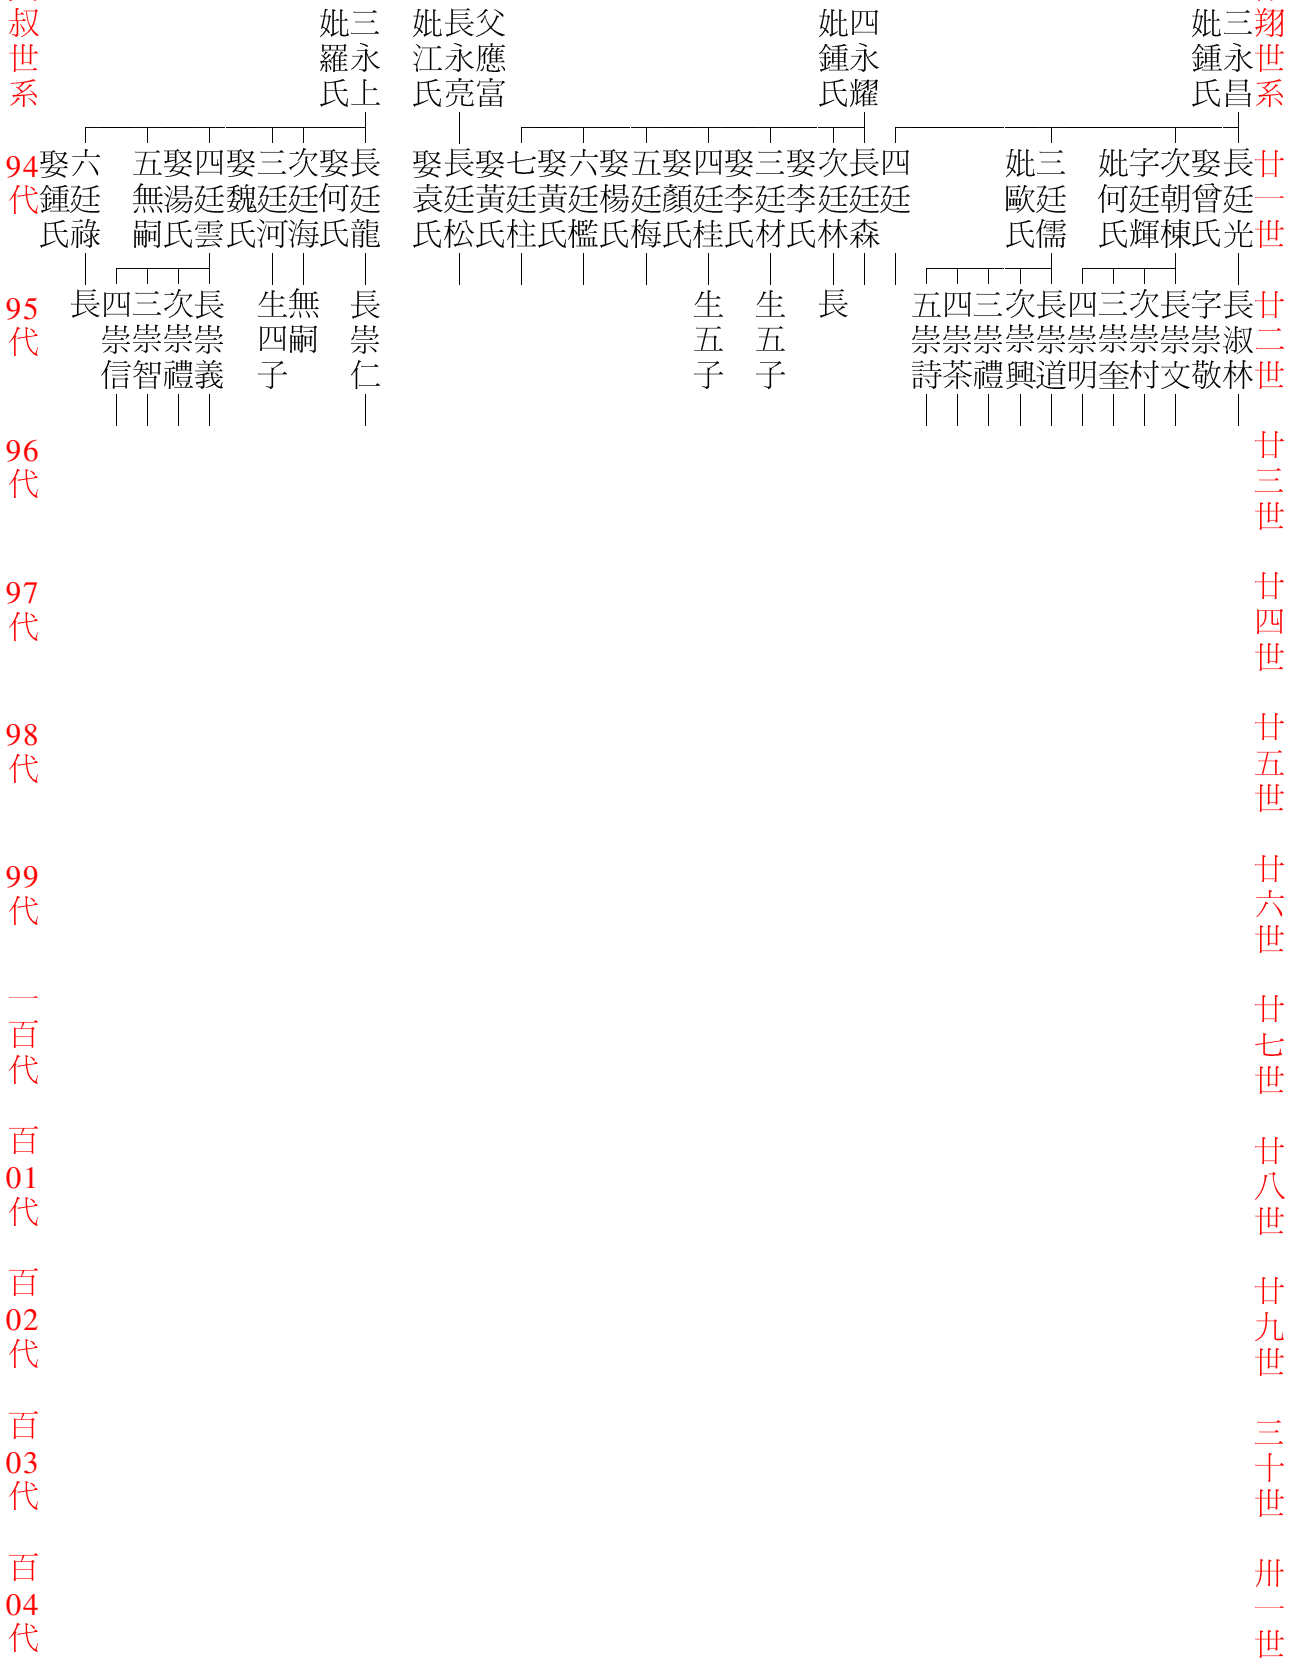 翔世系
三永昌
妣鍾氏
四永耀
妣鍾氏
父應富
長永亮
妣江氏
三永上
妣羅氏
叔世系
廿一世
長廷光
娶曾氏
次朝棟
字廷輝
妣何氏
三廷儒
妣歐氏
四廷
長廷森
次廷林
娶李氏
三廷材
娶李氏
四廷桂
娶顏氏
五廷梅
娶楊氏
六廷檻
娶黃氏
七廷柱
娶黃氏
長廷松
娶袁氏
長廷龍
娶何氏
次廷海
三廷河
娶魏氏
四廷雲
娶湯氏
五無嗣
六廷祿
娶鍾氏
94代
廿二世
長淑林
字崇敬
長崇文
次崇村
三崇奎
四崇明
長崇道
次崇興
三崇禮
四崇茶
五崇詩
長
生五子
生五子
長崇仁
無嗣
生四子
長崇義
次崇禮
三崇智
四崇信
長
95代
廿三世
96代
廿四世
97代
廿五世
98代
廿六世
99代
廿七世
一百代
廿八世
百01代
廿九世
百02代
三十世
百03代
卅一世
百04代